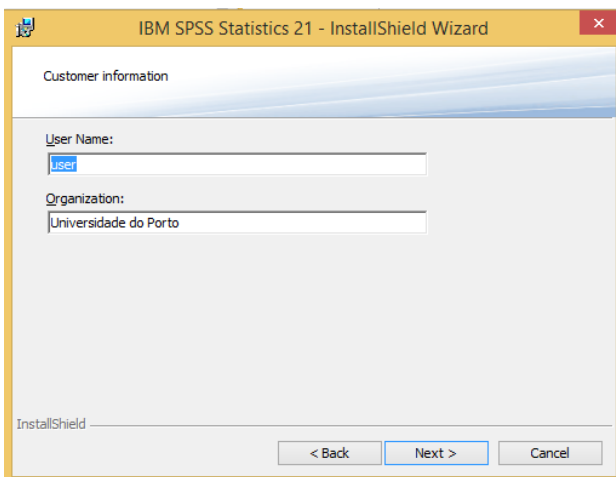 IBM SPSS Statistics 21 - InstallShield Wizard
Customer information
User Name:
user
Organization:
Universidade do Porto
InstallShield
< Back Next > Cancel